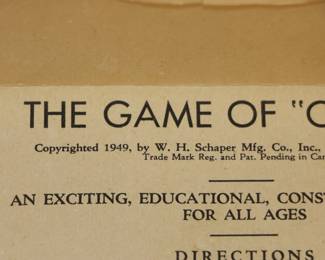 THE GAME OF "C
Copyrighted 1949, by W. H. Schaper Mfg. Co., Inc.,
Trade Mark Reg. and Pat. Pending in Can
AN EXCITING, EDUCATIONAL, CONST
FOR ALL AGES
DIRECTIONS